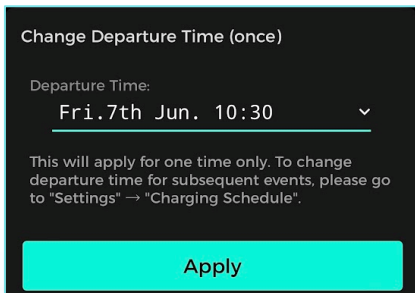 Change Departure Time (once)
Departure Time:
Fri.7th Jun. 10:30
This will apply for one time only. To change
departure time for subsequent events, please go
to "Settings" → "Charging Schedule".
Apply